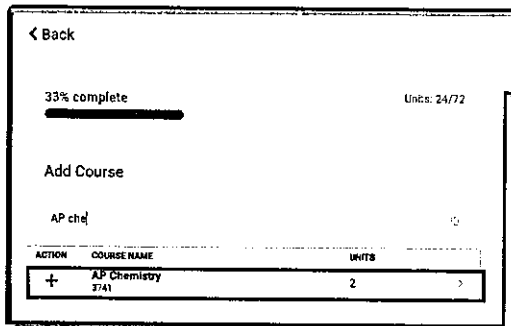 Back
33% complete
Units: 24/72
Add Course
AP che
ACTION COURSE NAME UNITS
AP Chemistry
3741
2